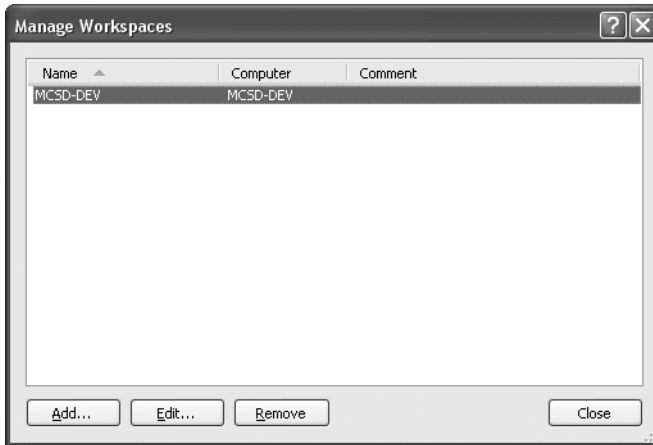 Manage Workspaces
Name Computer Comment
MCSD-DEV MCSD-DEV
Add... Edit... Remove Close